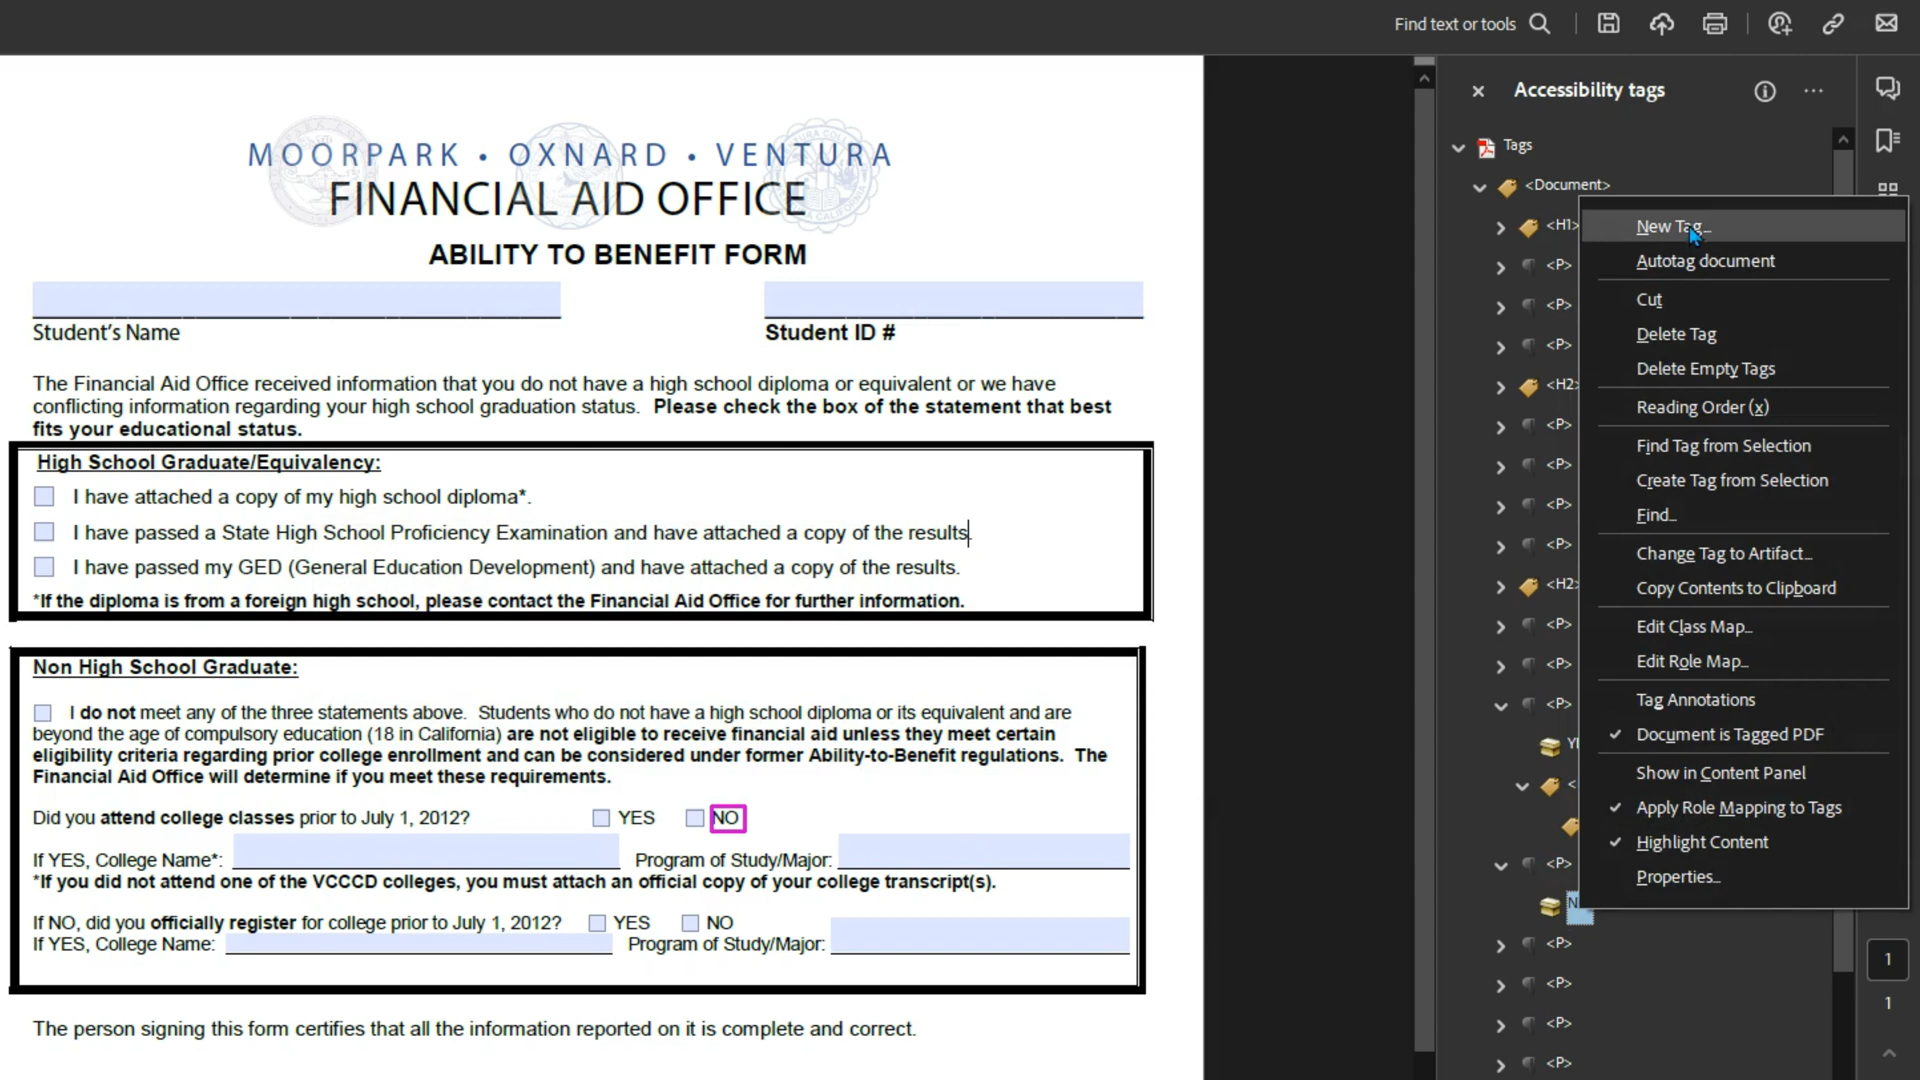 Find text or tools
MOORPARK • OXNARD • VENTURA
FINANCIAL AID OFFICE
ABILITY TO BENEFIT FORM
Student's Name
Student ID #
The Financial Aid Office received information that you do not have a high school diploma or equivalent or we have
conflicting information regarding your high school graduation status. Please check the box of the statement that best
fits your educational status.
High School Graduate/Equivalency:
I have attached a copy of my high school diploma*.
I have passed a State High School Proficiency Examination and have attached a copy of the results.
I have passed my GED (General Education Development) and have attached a copy of the results.
*If the diploma is from a foreign high school, please contact the Financial Aid Office for further information.
Non High School Graduate:
I do not meet any of the three statements above. Students who do not have a high school diploma or its equivalent and are
beyond the age of compulsory education (18 in California) are not eligible to receive financial aid unless they meet certain
eligibility criteria regarding prior college enrollment and can be considered under former Ability-to-Benefit regulations. The
Financial Aid Office will determine if you meet these requirements.
Did you attend college classes prior to July 1, 2012? YES NO
If YES, College Name*: Program of Study/Major:
*If you did not attend one of the VCCCD colleges, you must attach an official copy of your college transcript(s).
If NO, did you officially register for college prior to July 1, 2012? YES NO
If YES, College Name: Program of Study/Major:
The person signing this form certifies that all the information reported on it is complete and correct.
Accessibility tags
Tags
<Document>
<H1>
<P>
<P>
<P>
<H2>
<P>
<P>
<P>
<P>
<H2>
<P>
<P>
<P>
<P>
<P>
<P>
<P>
<P>
New Tag...
Autotag document
Cut
Delete Tag
Delete Empty Tags
Reading Order (x)
Find Tag from Selection
Create Tag from Selection
Find...
Change Tag to Artifact...
Copy Contents to Clipboard
Edit Class Map...
Edit Role Map...
Tag Annotations
Document is Tagged PDF
Show in Content Panel
Apply Role Mapping to Tags
Highlight Content
Properties...
1
1